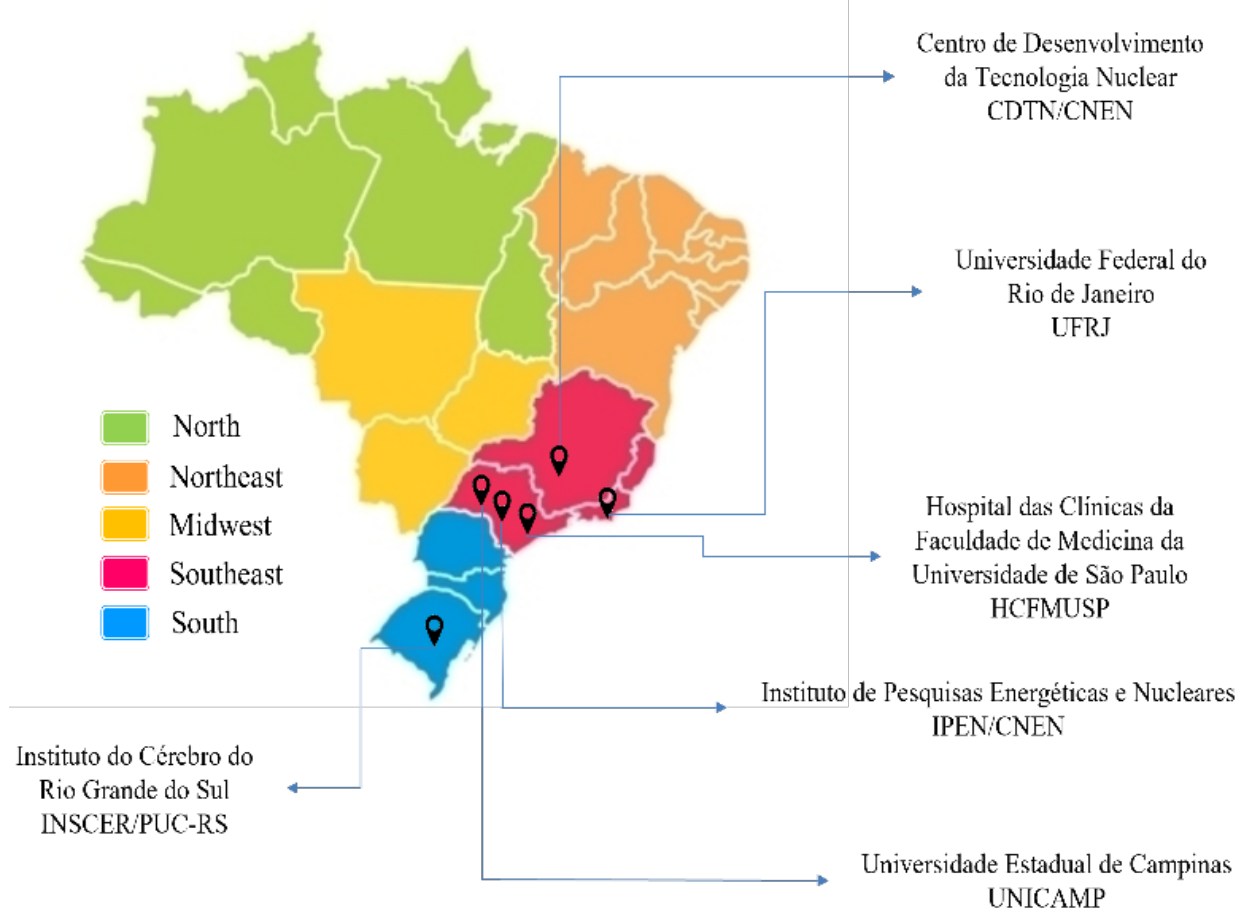 Centro de Desenvolvimento
da Tecnologia Nuclear
CDTN/CNEN
Universidade Federal do
Rio de Janeiro
UFRJ
North
Northeast
Midwest
Southeast
South
Hospital das Clínicas da
Faculdade de Medicina da
Universidade de São Paulo
HCFMUSP
Instituto de Pesquisas Energéticas e Nucleares
IPEN/CNEN
Instituto do Cérebro do
Rio Grande do Sul
INSCER/PUC-RS
Universidade Estadual de Campinas
UNICAMP